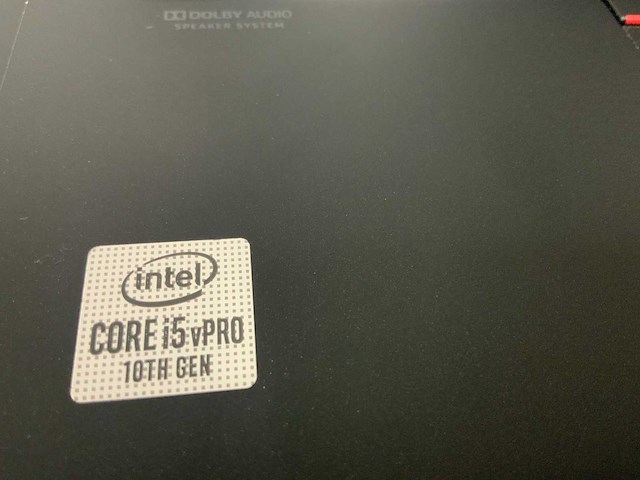 DOLBY AUDIO
SPEAKER SYSTEM
intel
CORE i5 vPRO
10TH GEN